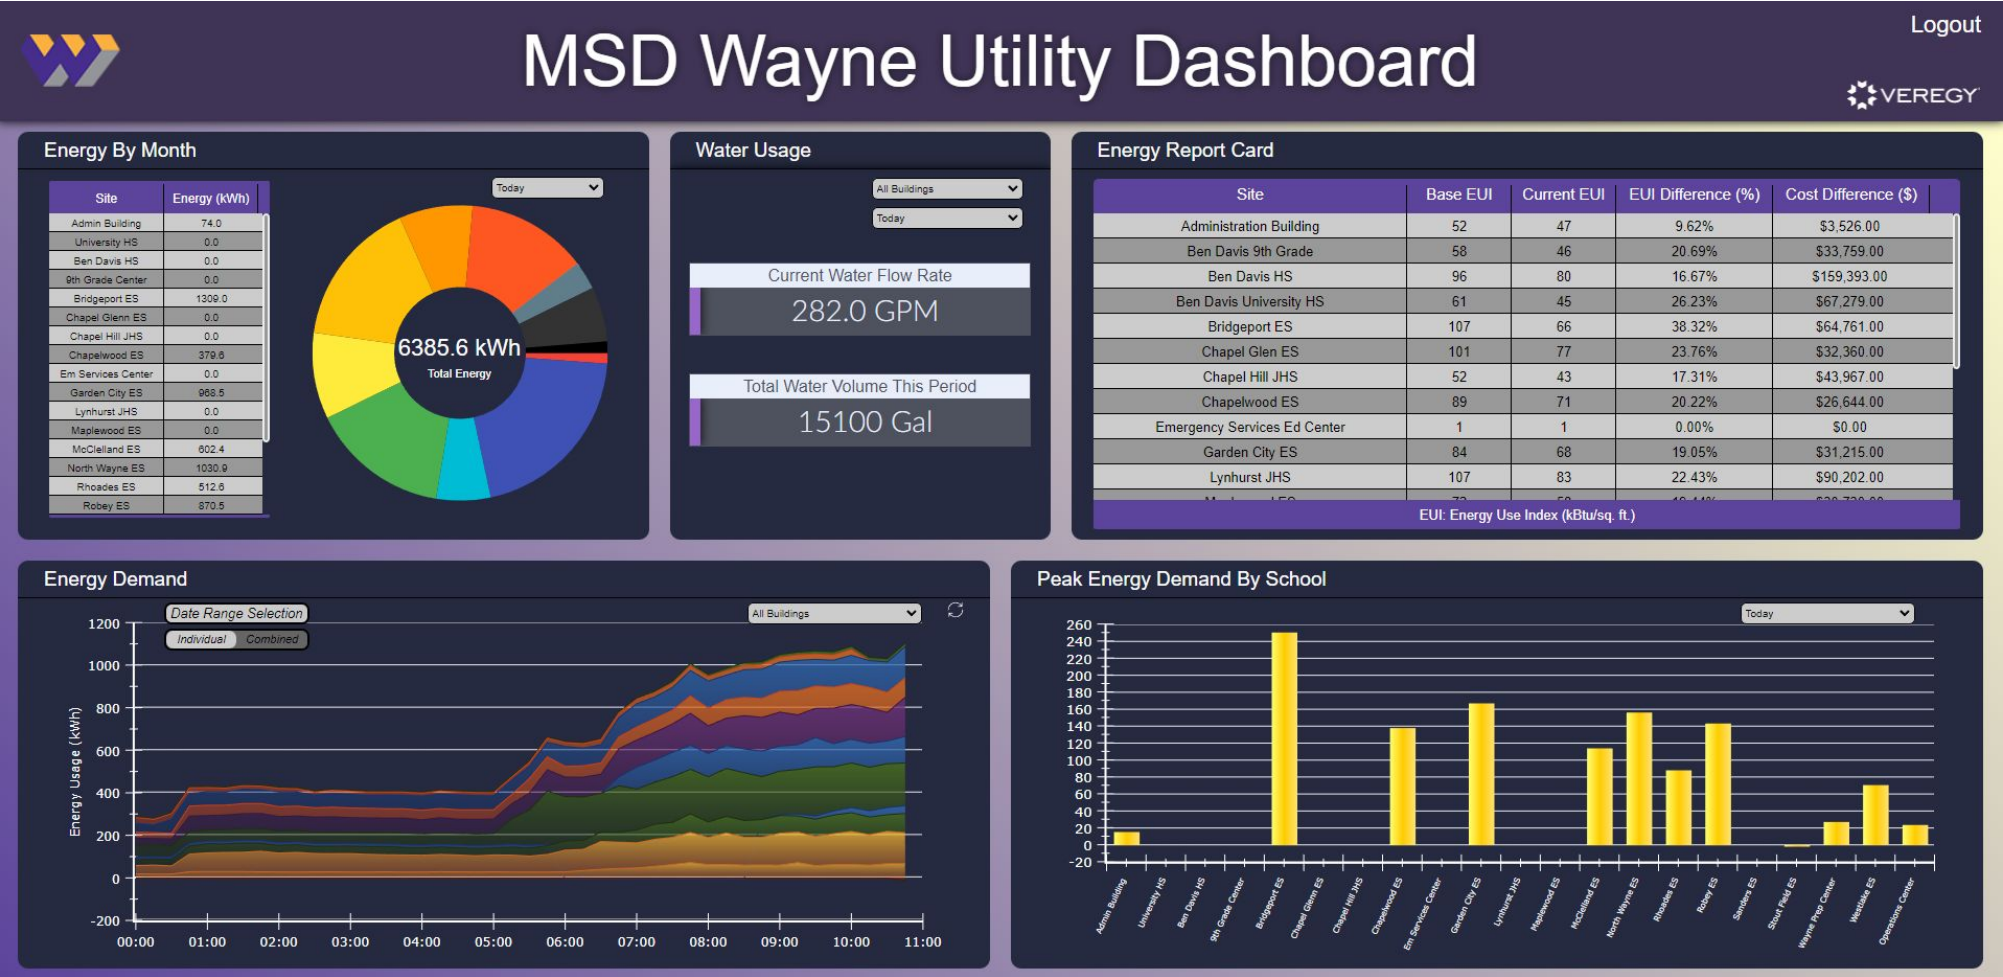 Logout
MSD Wayne Utility Dashboard
VEREGY
Energy By Month
Today
Site Energy (kWh)
Admin Building 74.0
University HS 0.0
Ben Davis HS 0.0
9th Grade Center 0.0
Bridgeport ES 1309.0
Chapel Glenn ES 0.0
Chapel Hill JHS 0.0
Chapelwood ES 379.6
Em Services Center 0.0
Garden City ES 968.5
Lynhurst JHS 0.0
Maplewood ES 0.0
McClelland ES 602.4
North Wayne ES 1030.9
Rhoades ES 512.6
Robey ES 870.5
6385.6 kWh
Total Energy
Water Usage
All Buildings
Today
Current Water Flow Rate
282.0 GPM
Total Water Volume This Period
15100 Gal
Energy Report Card
Site Base EUI Current EUI EUI Difference (%) Cost Difference ($)
Administration Building 52 47 9.62% $3,526.00
Ben Davis 9th Grade 58 46 20.69% $33,759.00
Ben Davis HS 96 80 16.67% $159,393.00
Ben Davis University HS 61 45 26.23% $67,279.00
Bridgeport ES 107 66 38.32% $64,761.00
Chapel Glen ES 101 77 23.76% $32,360.00
Chapel Hill JHS 52 43 17.31% $43,967.00
Chapelwood ES 89 71 20.22% $26,644.00
Emergency Services Ed Center 1 1 0.00% $0.00
Garden City ES 84 68 19.05% $31,215.00
Lynhurst JHS 107 83 22.43% $90,202.00
EUI: Energy Use Index (kBtu/sq. ft.)
Energy Demand
Date Range Selection
Individual Combined
All Buildings
Energy Usage (kWh)
1200
1000
800
600
400
200
0
-200
00:00 01:00 02:00 03:00 04:00 05:00 06:00 07:00 08:00 09:00 10:00 11:00
Peak Energy Demand By School
Today
260
240
220
200
180
160
140
120
100
80
60
40
20
0
-20
Admin Building
University HS
Ben Davis HS
9th Grade Center
Bridgeport ES
Chapel Glenn ES
Chapel Hill JHS
Chapelwood ES
Em Services Center
Garden City ES
Lynhurst JHS
Maplewood ES
McClelland ES
North Wayne ES
Rhoades ES
Robey ES
Sanders ES
Stout Field ES
Wayne Prep Center
Westlake ES
Operations Center